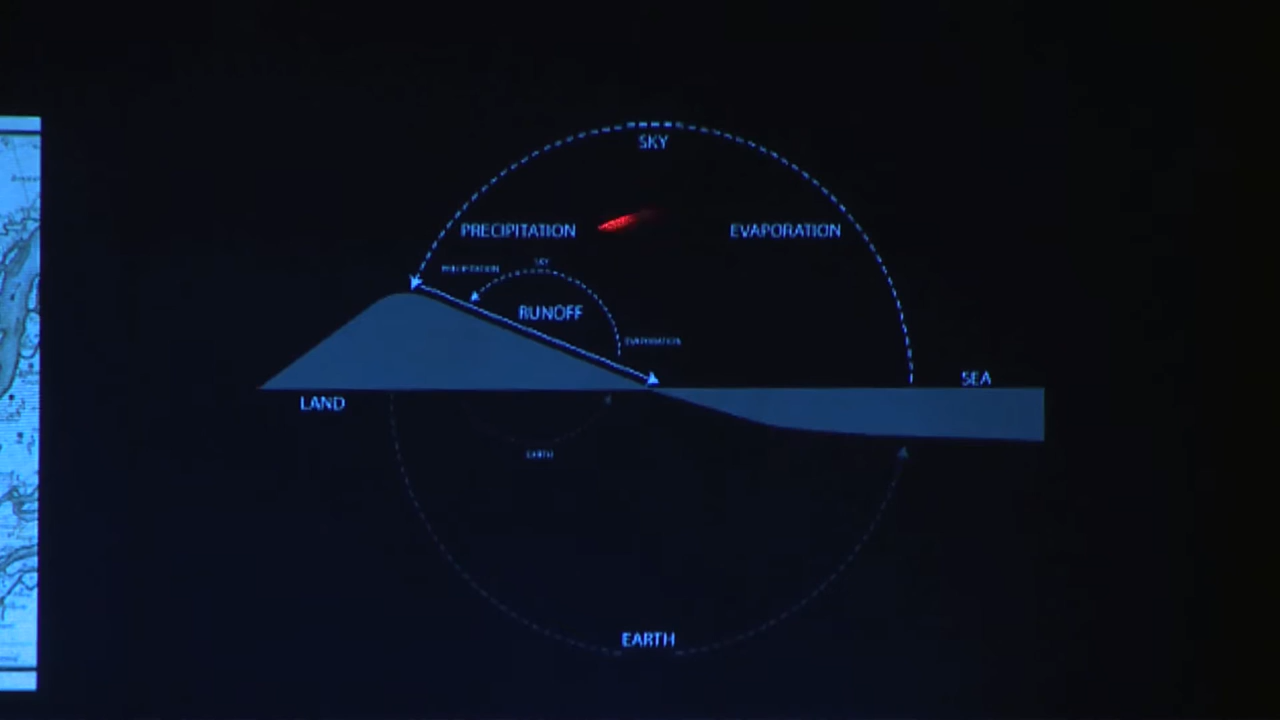 SKY
PRECIPITATION
EVAPORATION
SKY
PRECIPITATION
RUNOFF
EVAPORATION
SEA
LAND
EARTH
EARTH